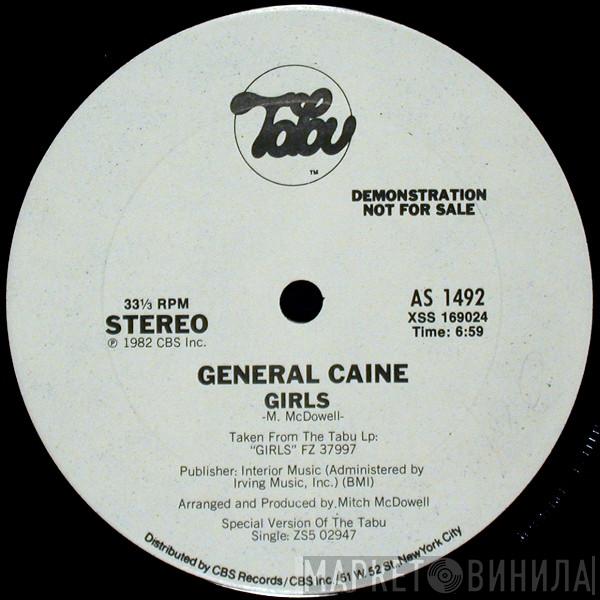 Tabu
TM
DEMONSTRATION
NOT FOR SALE
33⅓ RPM
STEREO
℗ 1982 CBS Inc.
AS 1492
XSS 169024
Time: 6:59
GENERAL CAINE
GIRLS
-M. McDowell-
Taken From The Tabu Lp:
"GIRLS" FZ 37997
Publisher: Interior Music (Administered by
Irving Music, Inc.) (BMI)
Arranged and Produced by Mitch McDowell
Special Version Of The Tabu
Single: ZS5 02947
Distributed by CBS Records/CBS Inc./51 W. 52 St., New York City
МАРКЕТ ВИНИЛА